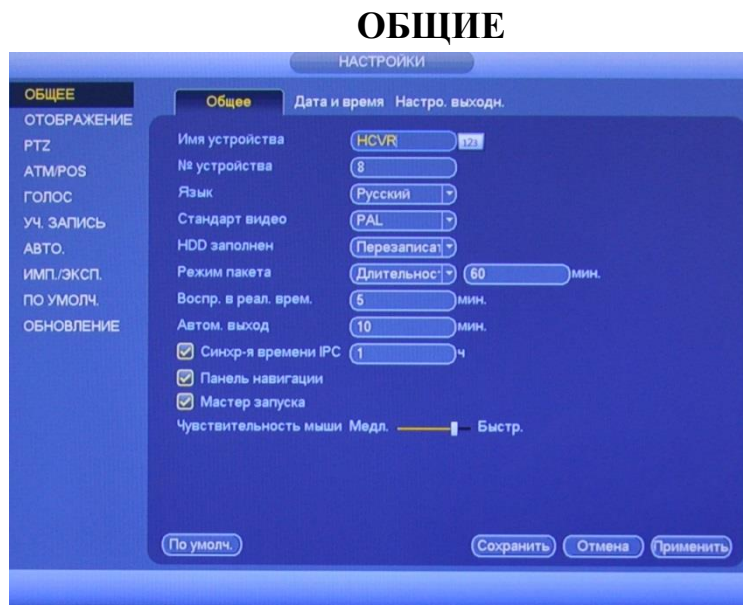 ОБЩИЕ
НАСТРОЙКИ
ОБЩЕЕ
ОТОБРАЖЕНИЕ
PTZ
ATM/POS
ГОЛОС
УЧ. ЗАПИСЬ
АВТО.
ИМП./ЭКСП.
ПО УМОЛЧ.
ОБНОВЛЕНИЕ
Общее Дата и время Настро. выходн.
Имя устройства HCVR 123
№ устройства 8
Язык Русский
Стандарт видео PAL
HDD заполнен Перезаписат
Режим пакета Длительнос 60 мин.
Воспр. в реал. врем. 5 мин.
Автом. выход 10 мин.
Синхр-я времени IPC 1 ч
Панель навигации
Мастер запуска
Чувствительность мыши Медл. Быстр.
По умолч. Сохранить Отмена Применить